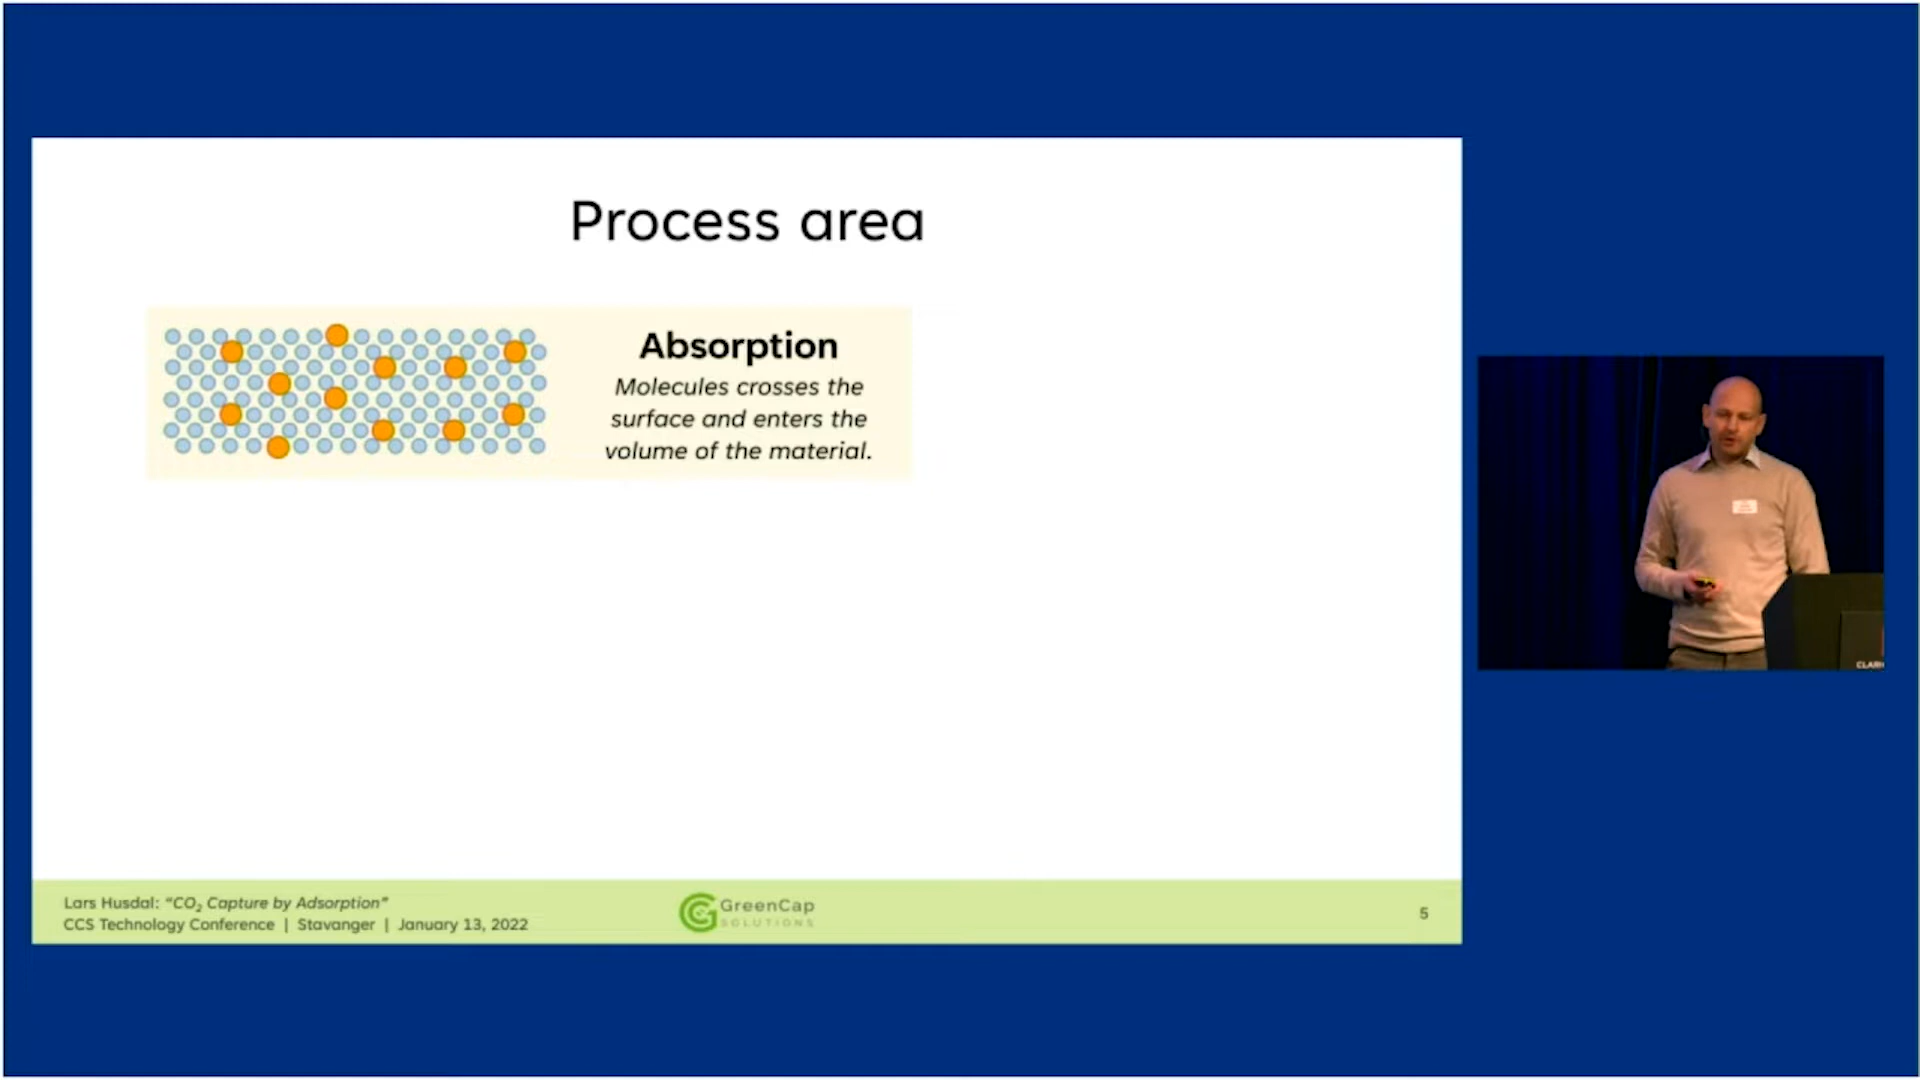 Process area
Absorption
Molecules crosses the
surface and enters the
volume of the material.
Lars Husdal: “CO₂ Capture by Adsorption”
CCS Technology Conference | Stavanger | January 13, 2022
GreenCap
SOLUTIONS
5